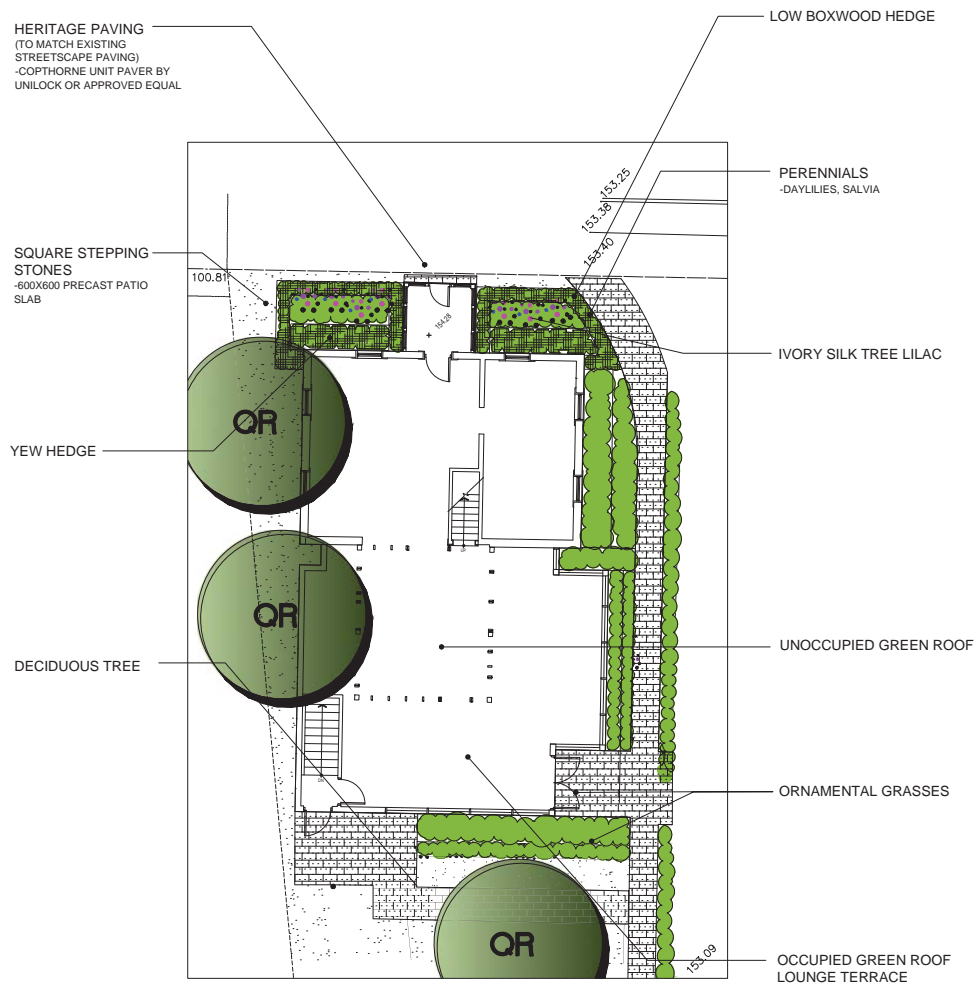 HERITAGE PAVING
(TO MATCH EXISTING
STREETSCAPE PAVING)
-COPTHORNE UNIT PAVER BY
UNILOCK OR APPROVED EQUAL
LOW BOXWOOD HEDGE
PERENNIALS
-DAYLILIES, SALVIA
153.25
153.38
153.40
SQUARE STEPPING
STONES
-600X600 PRECAST PATIO
SLAB
100.81
154.28
IVORY SILK TREE LILAC
QR
YEW HEDGE
QR
UNOCCUPIED GREEN ROOF
DECIDUOUS TREE
ORNAMENTAL GRASSES
QR
153.09
OCCUPIED GREEN ROOF
LOUNGE TERRACE